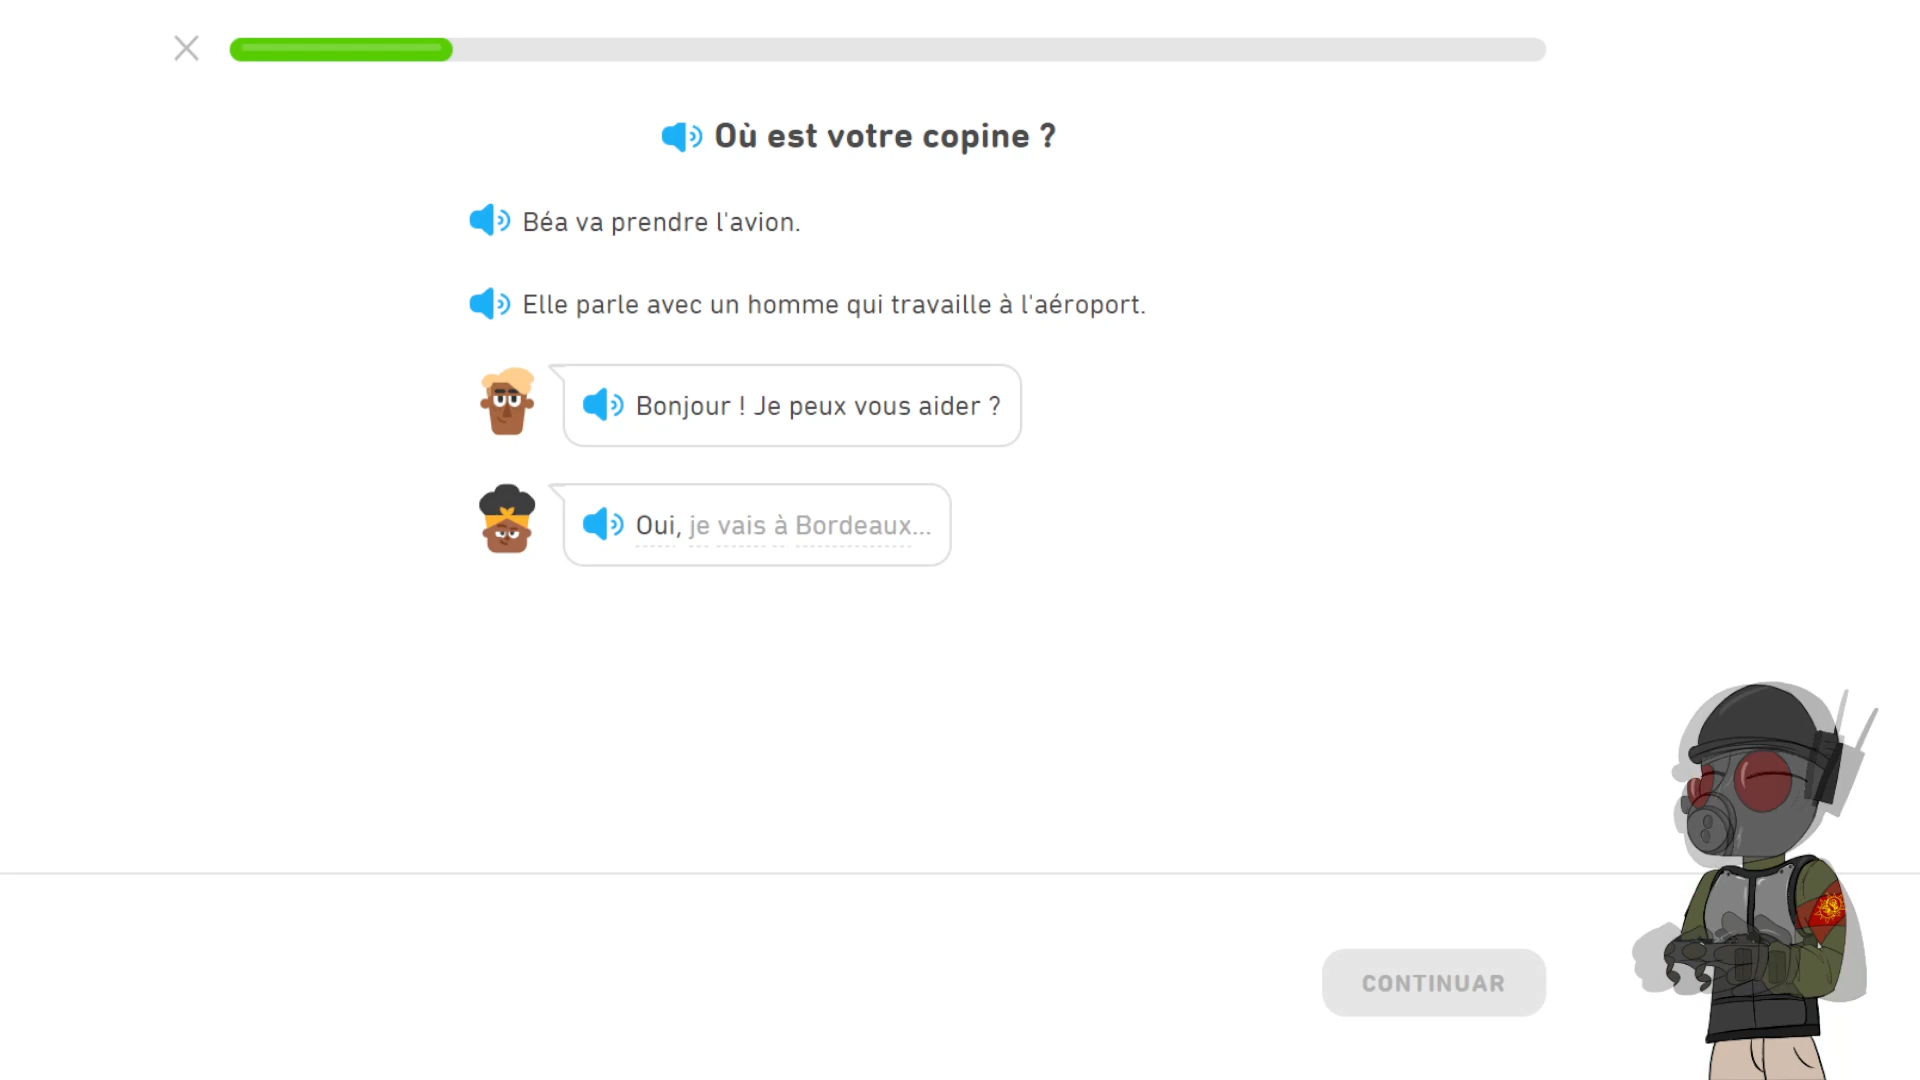 Où est votre copine ?
Béa va prendre l'avion.
Elle parle avec un homme qui travaille à l'aéroport.
Bonjour ! Je peux vous aider ?
Oui, je vais à Bordeaux...
CONTINUAR